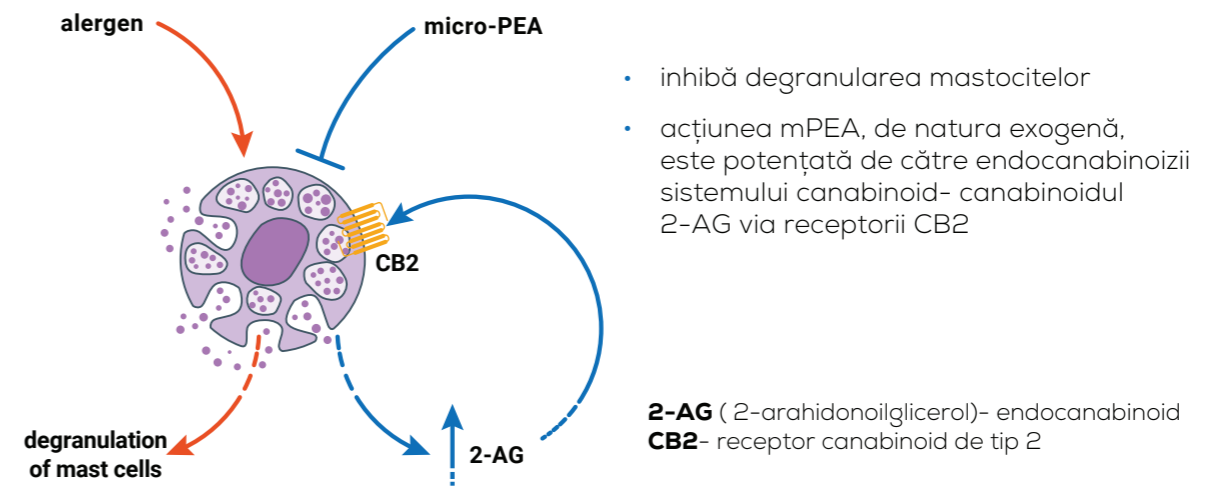 alergen
micro-PEA
CB2
degranulation
of mast cells
2-AG
• inhibă degranularea mastocitelor
• acțiunea mPEA, de natura exogenă,
este potențată de către endocanabinoizii
sistemului canabinoid- canabinoidul
2-AG via receptorii CB2
2-AG ( 2-arahidonoilglicerol)- endocanabinoid
CB2- receptor canabinoid de tip 2